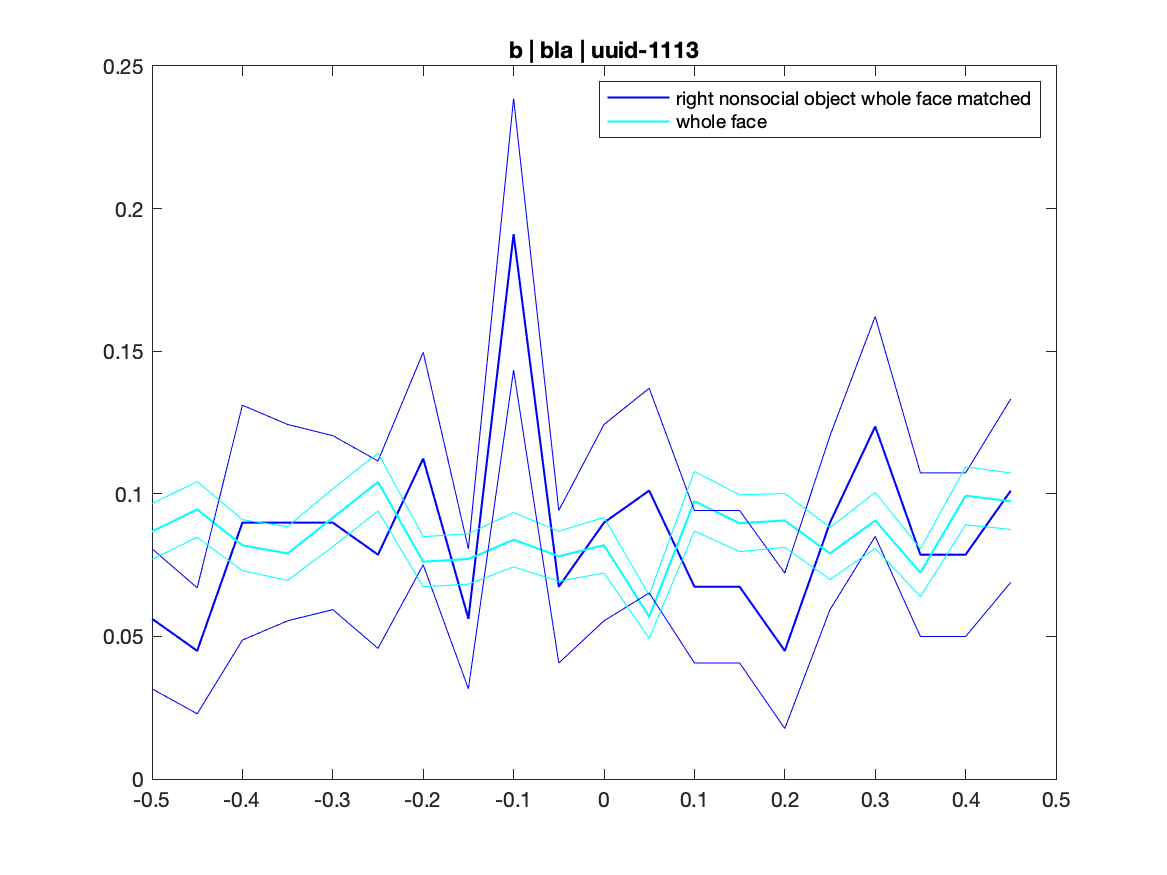 b | bla | uuid-1113
right nonsocial object whole face matched
whole face
0.25
0.2
0.15
0.1
0.05
0
-0.5 -0.4 -0.3 -0.2 -0.1 0 0.1 0.2 0.3 0.4 0.5